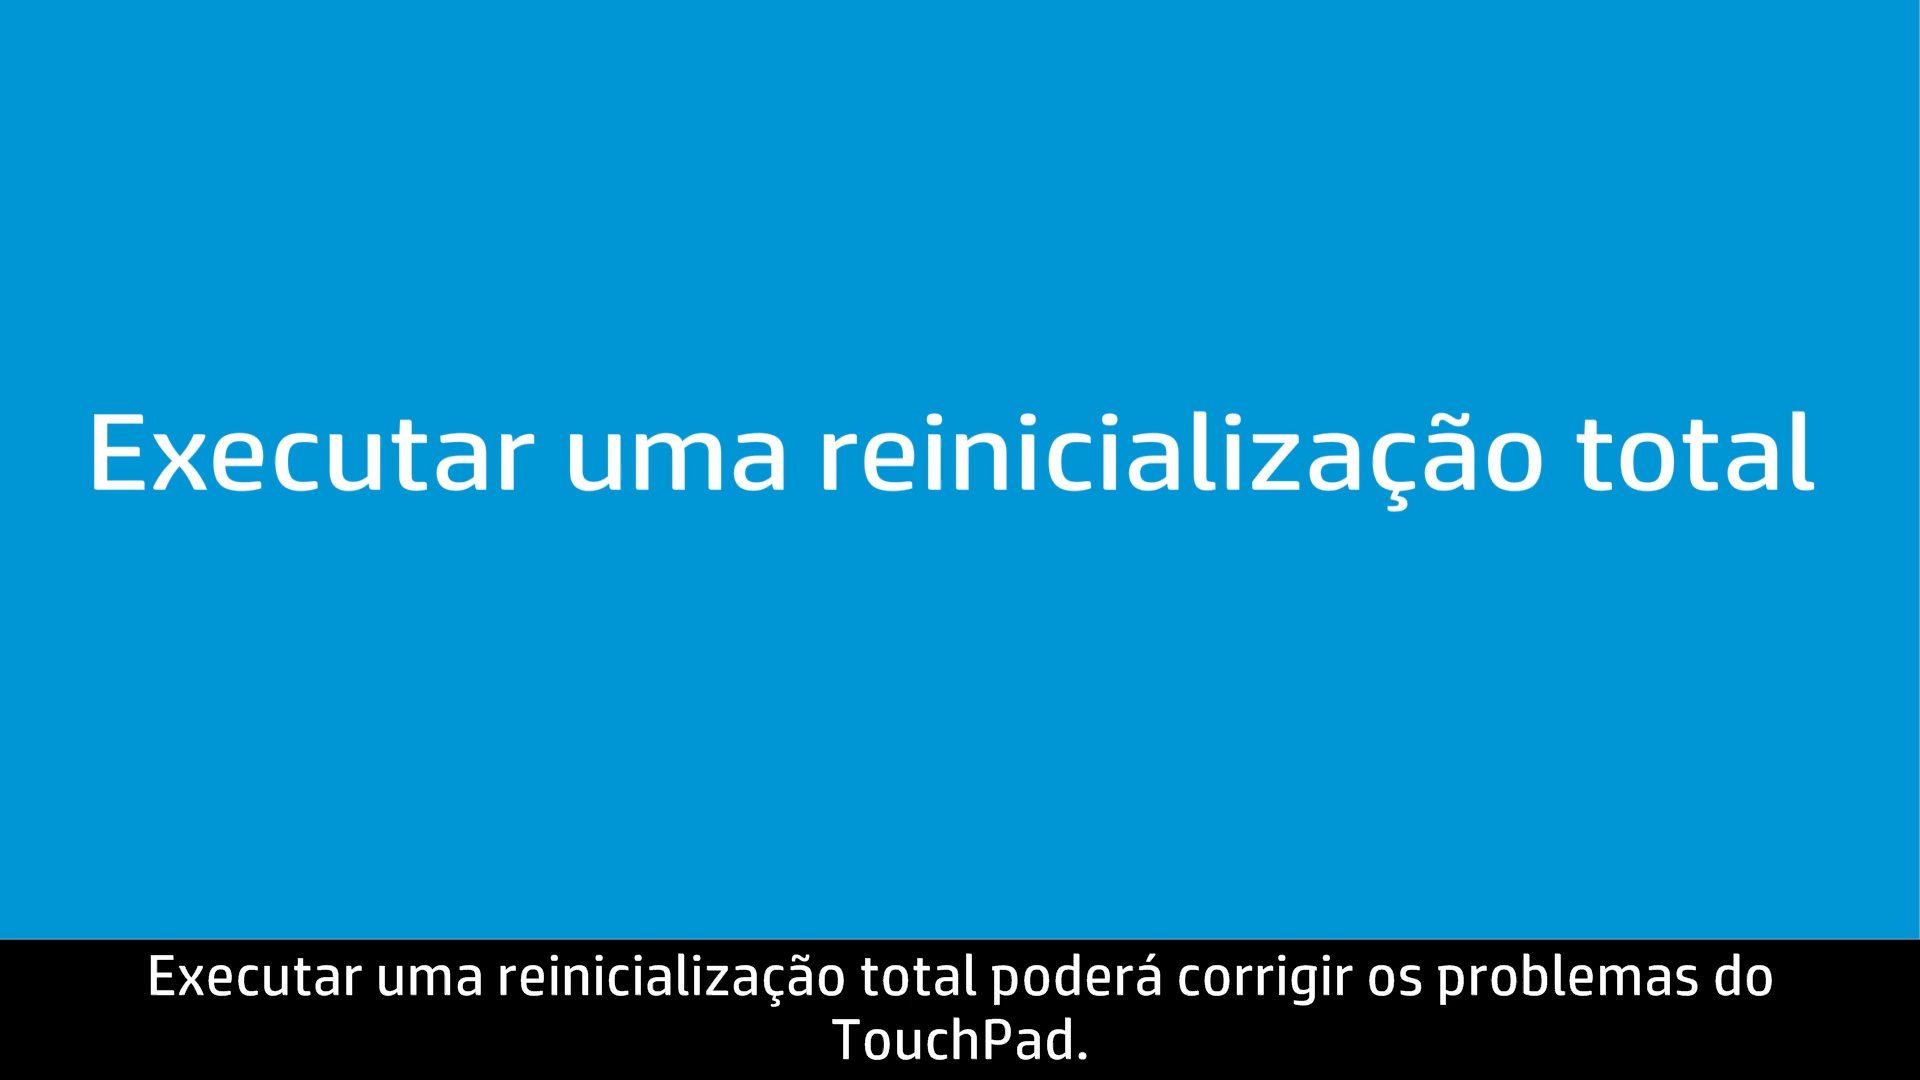 Executar uma reinicialização total
Executar uma reinicialização total poderá corrigir os problemas do
TouchPad.